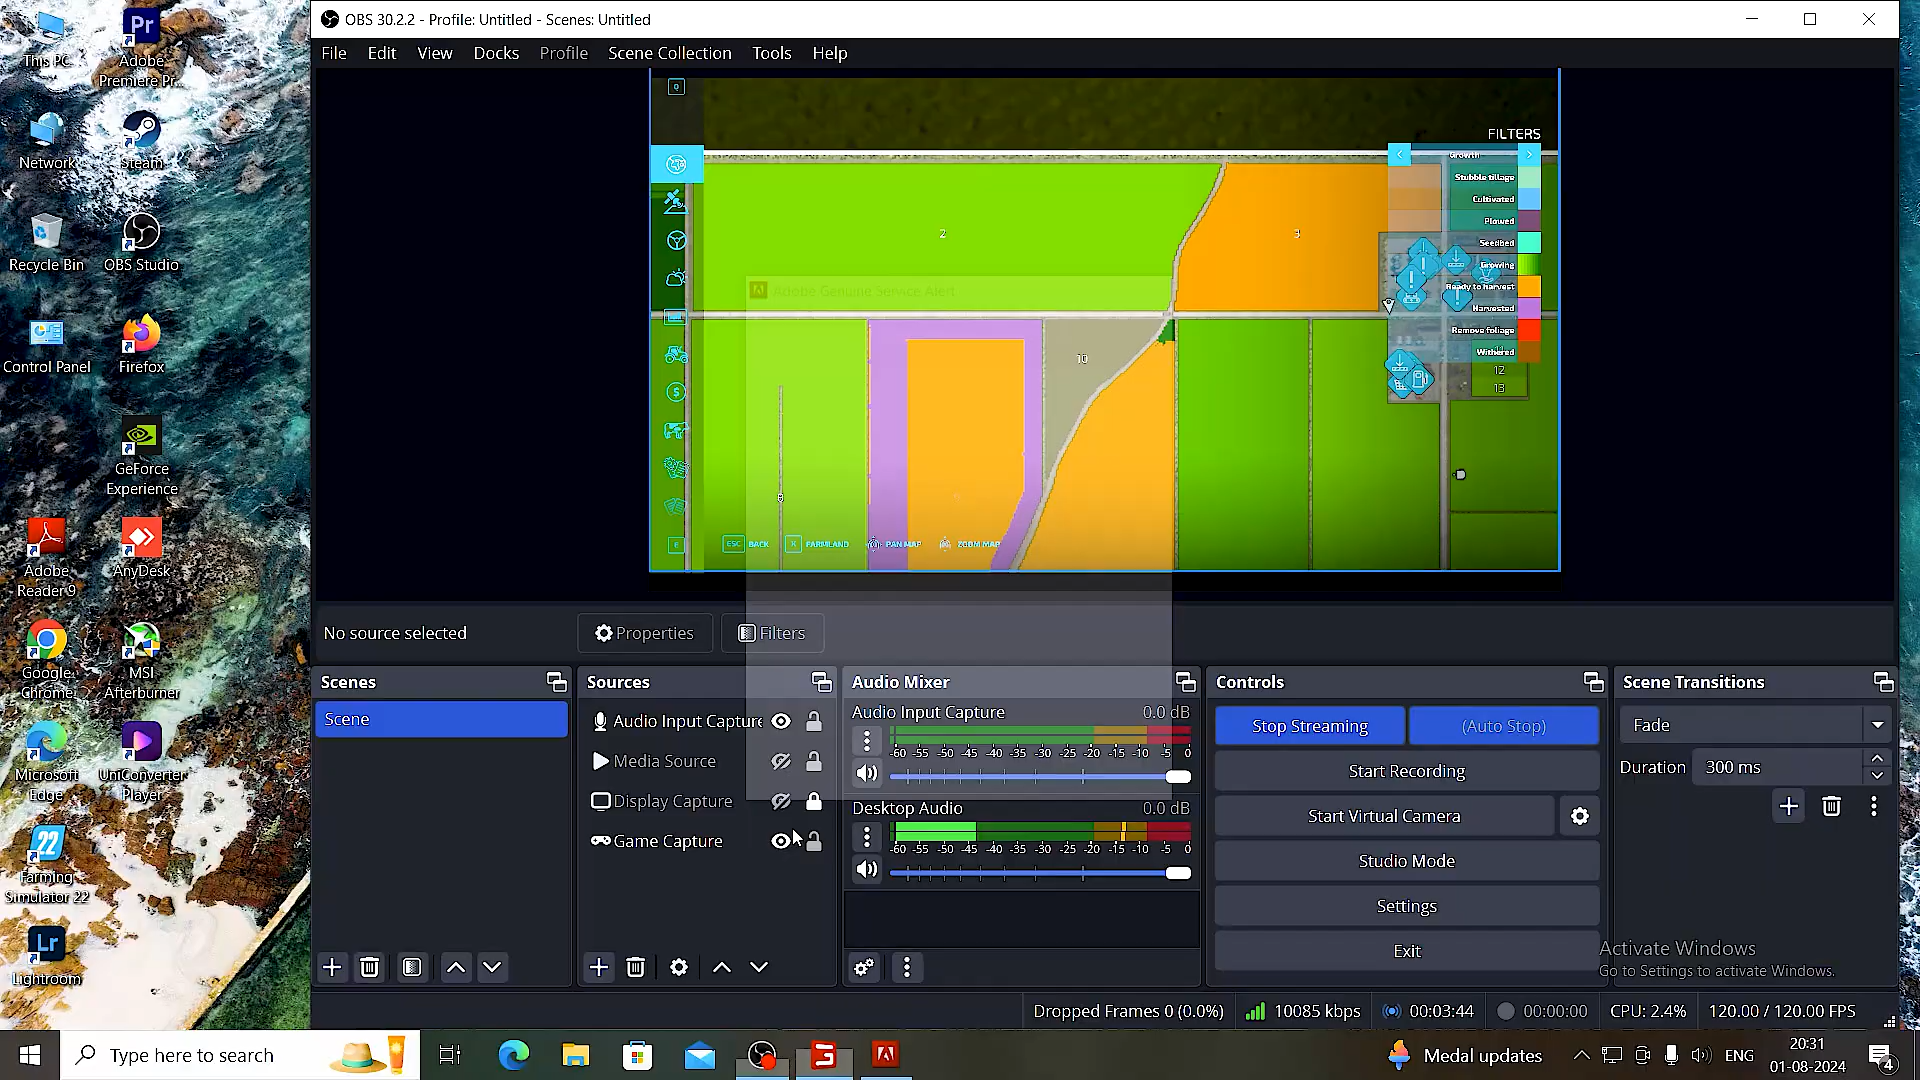 This PC
Adobe
Premiere Pr...
Network
Steam
Recycle Bin
OBS Studio
Control Panel
Firefox
GeForce
Experience
Adobe
Reader 9
AnyDesk
Google
Chrome
MSI
Afterburner
Microsoft
Edge
UniConverter
Player
Farming
Simulator 22
Lightroom
OBS 30.2.2 - Profile: Untitled - Scenes: Untitled
File Edit View Docks Profile Scene Collection Tools Help
FILTERS
Growth
Stubble tillage
Cultivated
Plowed
Seedbed
Growing
Ready to harvest
Harvested
Remove foliage
Withered
2
3
10
9
12
13
Adobe Genuine Service Alert
ESC BACK X FARMLAND PAN MAP ZOOM MAP
No source selected
Properties
Filters
Scenes
Scene
Sources
Audio Input Capture
Media Source
Display Capture
Game Capture
Audio Mixer
Audio Input Capture 0.0 dB
-60 -55 -50 -45 -40 -35 -30 -25 -20 -15 -10 -5 0
Desktop Audio 0.0 dB
-60 -55 -50 -45 -40 -35 -30 -25 -20 -15 -10 -5 0
Controls
Stop Streaming
(Auto Stop)
Start Recording
Start Virtual Camera
Studio Mode
Settings
Exit
Scene Transitions
Fade
Duration 300 ms
Activate Windows
Go to Settings to activate Windows.
Dropped Frames 0 (0.0%) 10085 kbps 00:03:44 00:00:00 CPU: 2.4% 120.00 / 120.00 FPS
Type here to search
Medal updates
ENG
20:31
01-08-2024
4